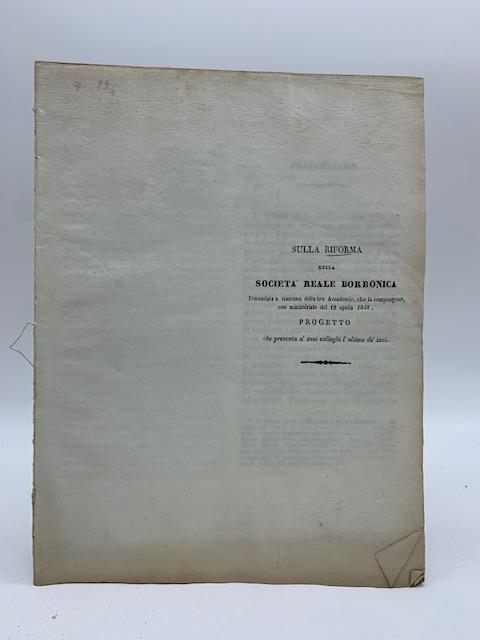 SULLA RIFORMA
DELLA
SOCIETA' REALE BORBONICA
Dimandata a ciascuna delle tre Accademie, che la compongono,
con ministeriale del 12 aprile 1848,
PROGETTO
che presenta a' suoi colleghi l' ultimo de' soci.